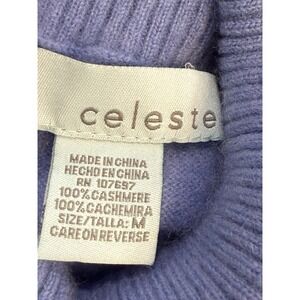 celeste
MADE IN CHINA
HECHO EN CHINA
RN 107697
100% CASHMERE
100% CACHEMIRA
SIZE/TALLA: M
CARE ON REVERSE